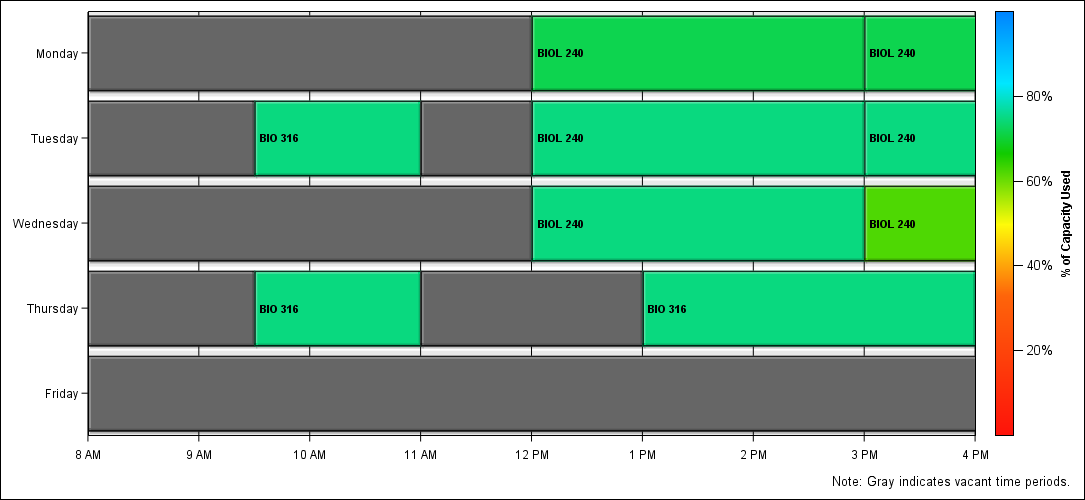 Monday
BIOL 240
BIOL 240
Tuesday
BIO 316
BIOL 240
BIOL 240
Wednesday
BIOL 240
BIOL 240
Thursday
BIO 316
BIO 316
Friday
8 AM 9 AM 10 AM 11 AM 12 PM 1 PM 2 PM 3 PM 4 PM
80%
60%
40%
20%
% of Capacity Used
Note: Gray indicates vacant time periods.